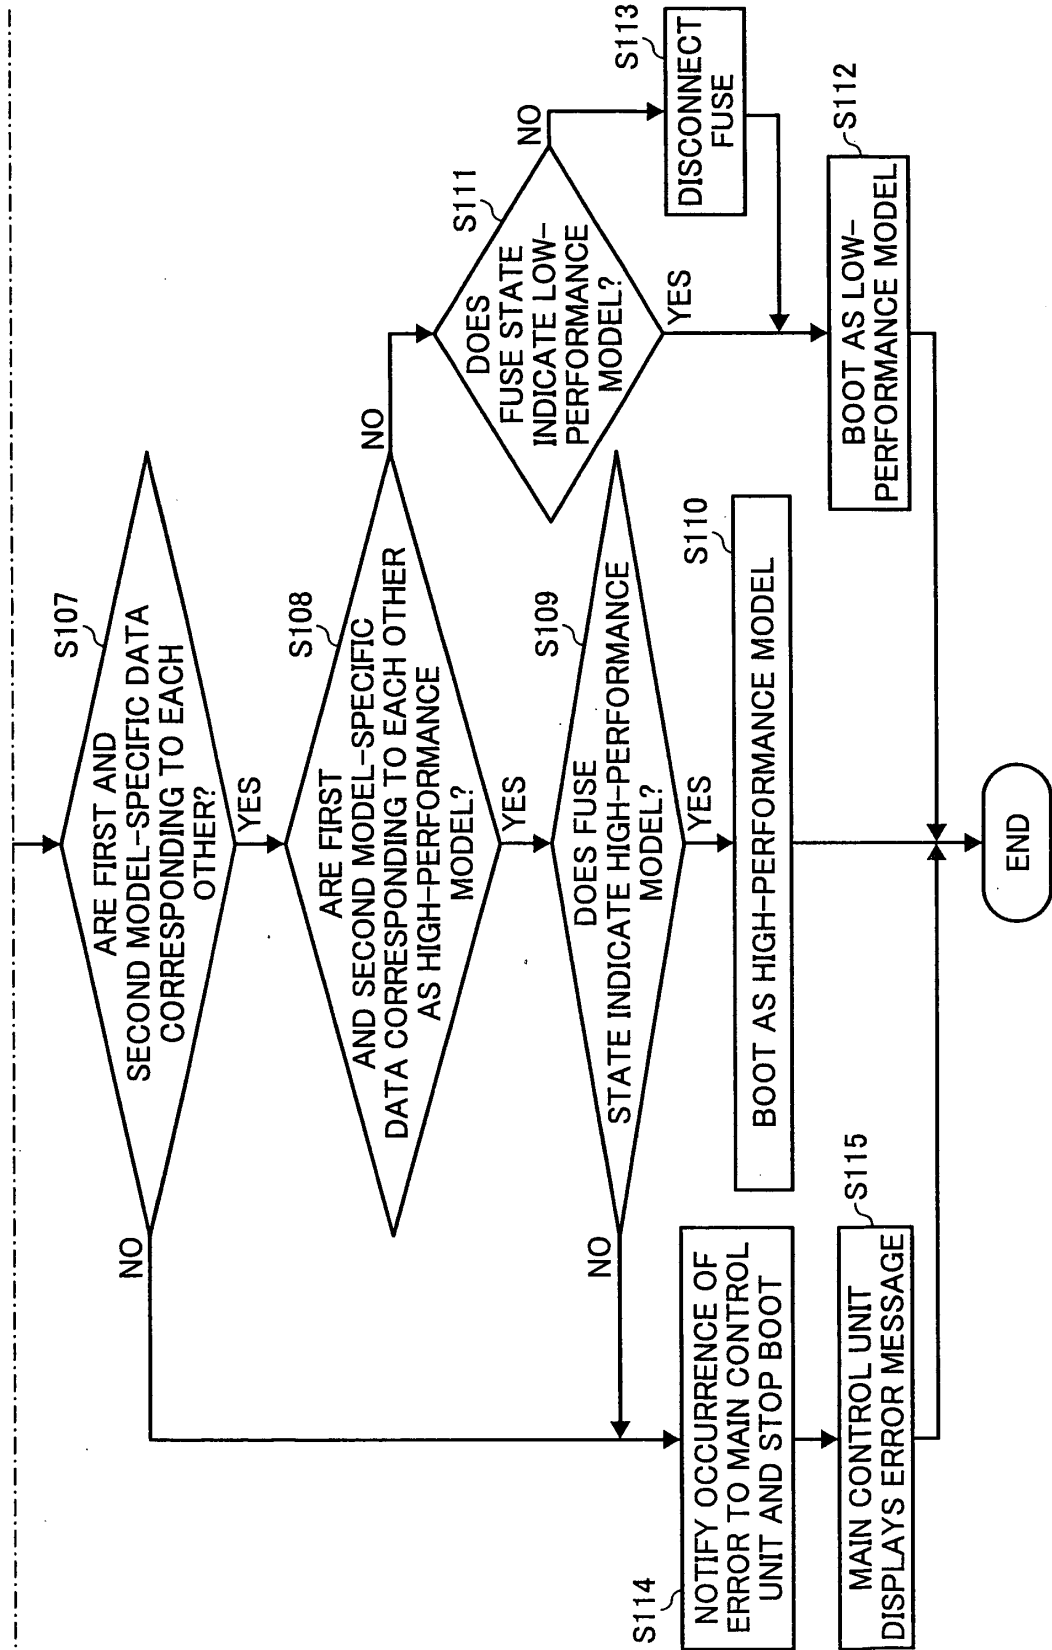 S107
ARE FIRST AND
SECOND MODEL-SPECIFIC DATA
CORRESPONDING TO EACH
OTHER?
NO
YES
S108
ARE FIRST
AND SECOND MODEL-SPECIFIC
DATA CORRESPONDING TO EACH OTHER
AS HIGH-PERFORMANCE
MODEL?
NO
YES
S109
DOES FUSE
STATE INDICATE HIGH-PERFORMANCE
MODEL?
NO
YES
S110
BOOT AS HIGH-PERFORMANCE MODEL
S111
DOES
FUSE STATE
INDICATE LOW-
PERFORMANCE
MODEL?
NO
YES
S113
DISCONNECT
FUSE
S112
BOOT AS LOW-
PERFORMANCE MODEL
S114
NOTIFY OCCURRENCE OF
ERROR TO MAIN CONTROL
UNIT AND STOP BOOT
S115
MAIN CONTROL UNIT
DISPLAYS ERROR MESSAGE
END